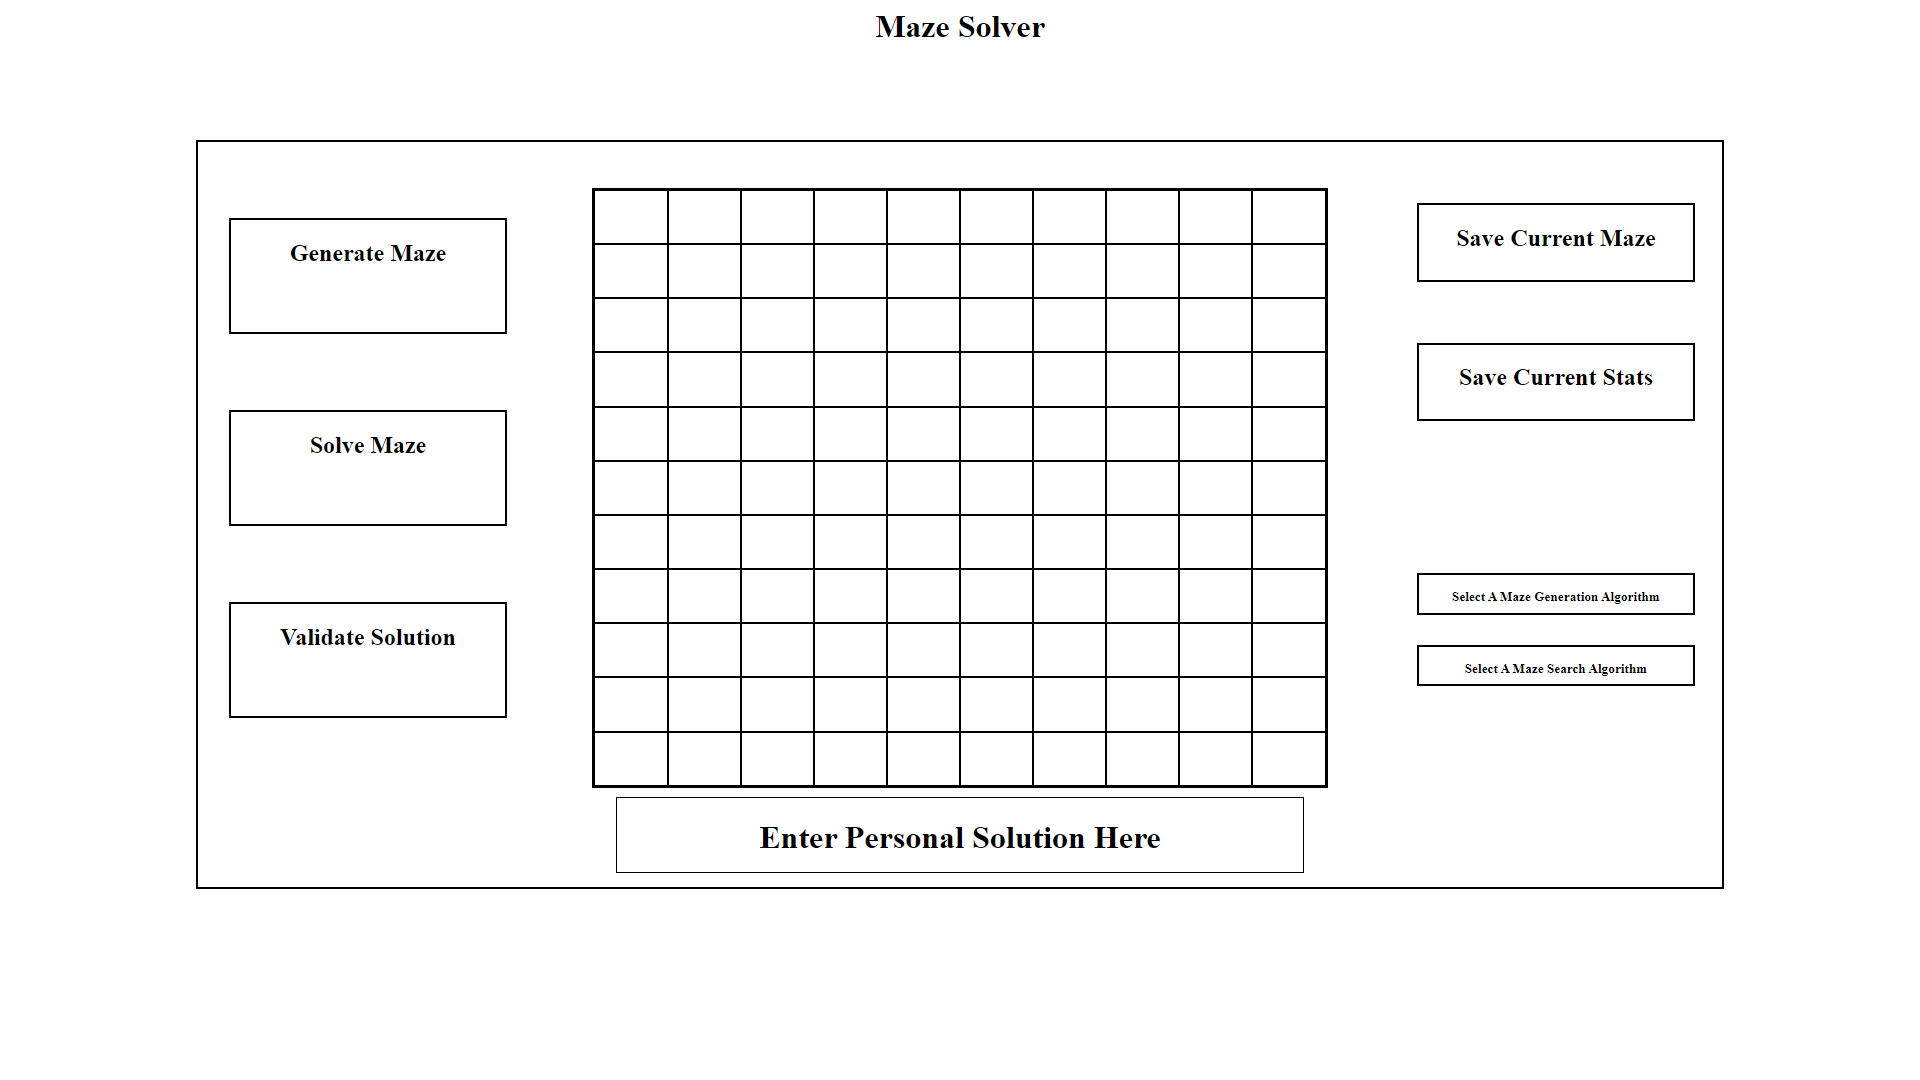 Maze Solver
Generate Maze
Solve Maze
Validate Solution
Enter Personal Solution Here
Save Current Maze
Save Current Stats
Select A Maze Generation Algorithm
Select A Maze Search Algorithm